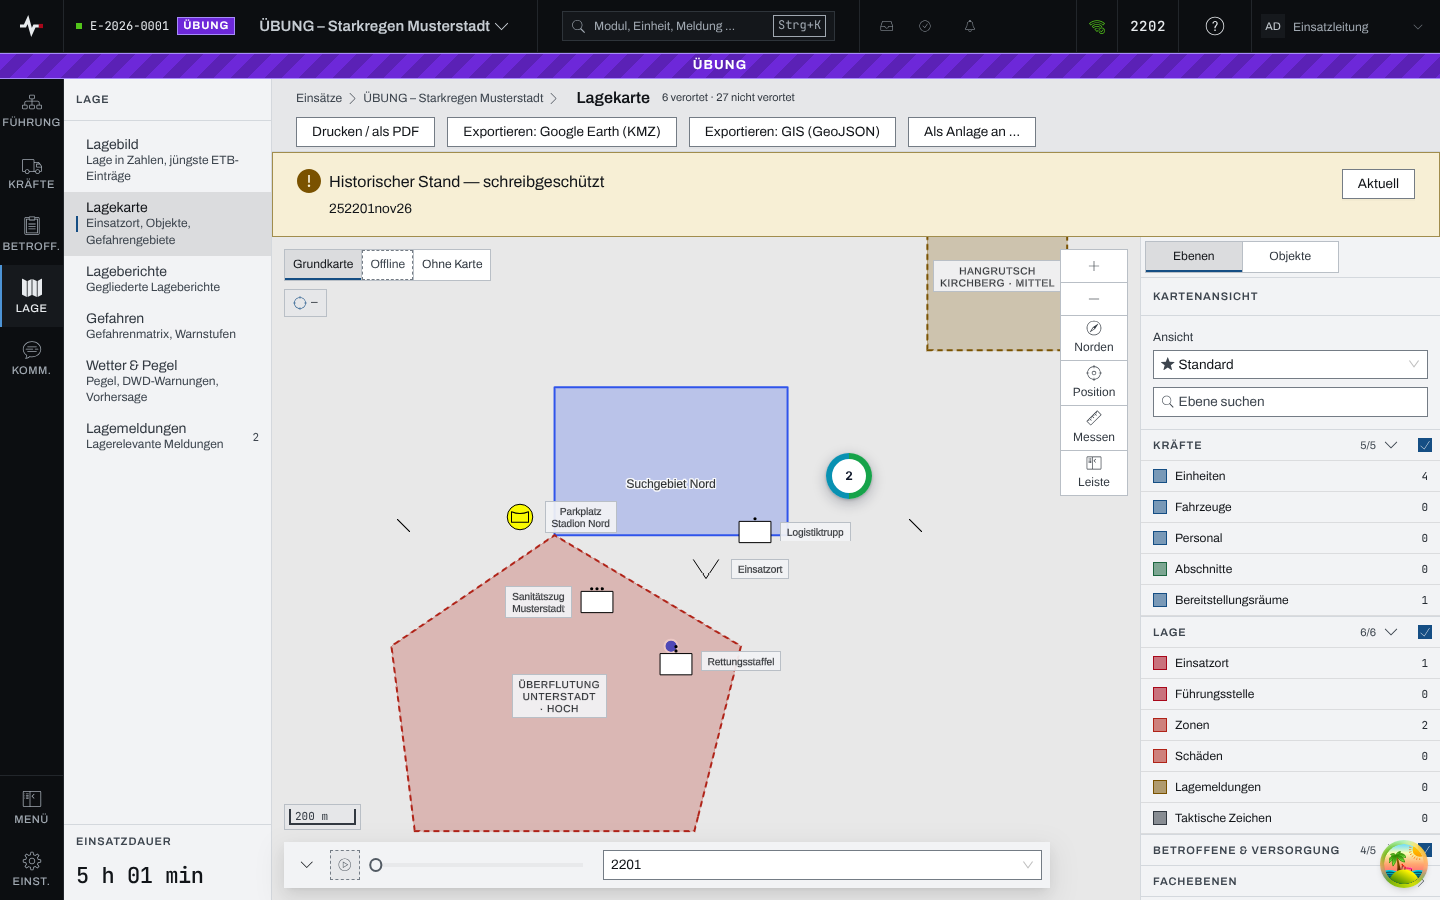 E-2026-0001 ÜBUNG
ÜBUNG – Starkregen Musterstadt
Modul, Einheit, Meldung ... Strg+K
2202
?
AD Einsatzleitung
ÜBUNG
FÜHRUNG
KRÄFTE
BETROFF.
LAGE
KOMM.
MENÜ
EINST.
LAGE
Lagebild
Lage in Zahlen, jüngste ETB-
Einträge
Lagekarte
Einsatzort, Objekte,
Gefahrengebiete
Lageberichte
Gegliederte Lageberichte
Gefahren
Gefahrenmatrix, Warnstufen
Wetter & Pegel
Pegel, DWD-Warnungen,
Vorhersage
Lagemeldungen
Lagerelevante Meldungen 2
EINSATZDAUER
5 h 01 min
Einsätze ÜBUNG – Starkregen Musterstadt Lagekarte 6 verortet · 27 nicht verortet
Drucken / als PDF
Exportieren: Google Earth (KMZ)
Exportieren: GIS (GeoJSON)
Als Anlage an ...
! Historischer Stand — schreibgeschützt
252201nov26
Aktuell
Grundkarte Offline Ohne Karte
–
HANGRUTSCH
KIRCHBERG · MITTEL
+
−
Norden
Position
Messen
Leiste
Suchgebiet Nord
2
Parkplatz
Stadion Nord
Logistiktrupp
Einsatzort
Sanitätszug
Musterstadt
Rettungsstaffel
ÜBERFLUTUNG
UNTERSTADT
· HOCH
200 m
2201
Ebenen Objekte
KARTENANSICHT
Ansicht
Standard
Ebene suchen
KRÄFTE 5/5
Einheiten 4
Fahrzeuge 0
Personal 0
Abschnitte 0
Bereitstellungsräume 1
LAGE 6/6
Einsatzort 1
Führungsstelle 0
Zonen 2
Schäden 0
Lagemeldungen 0
Taktische Zeichen 0
BETROFFENE & VERSORGUNG 4/5
FACHEBENEN